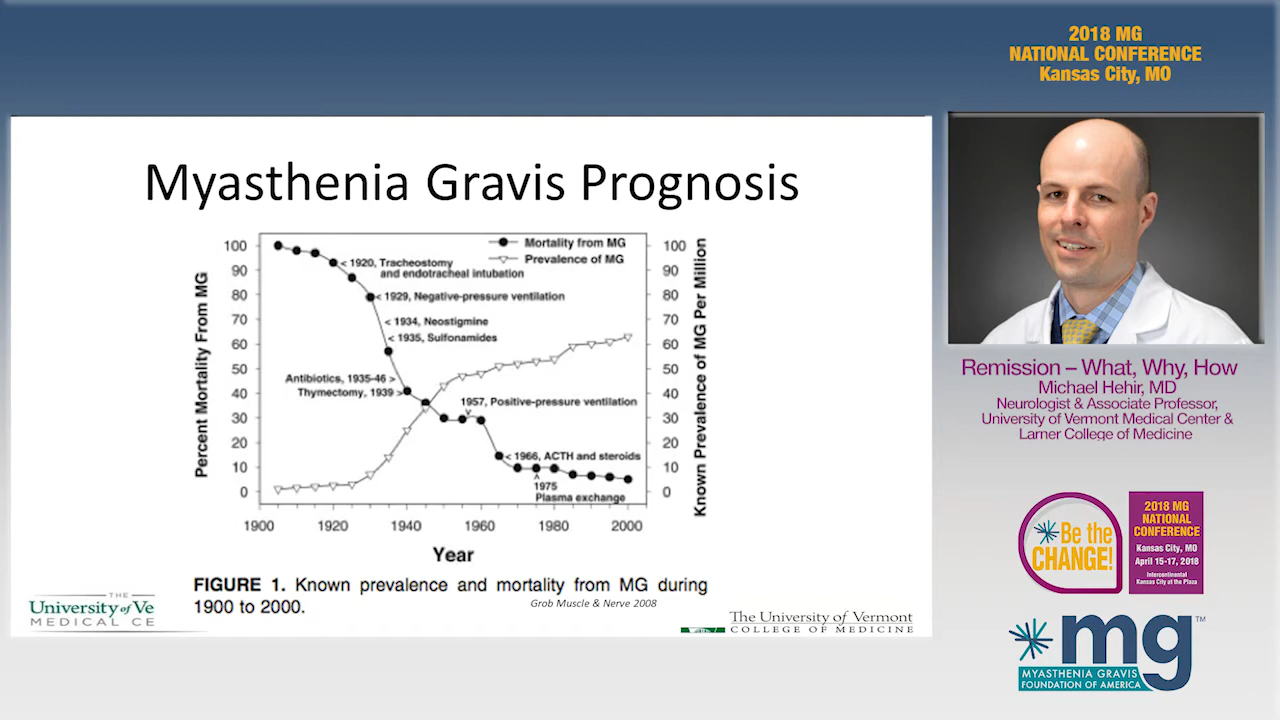 2018 MG
NATIONAL CONFERENCE
Kansas City, MO
Myasthenia Gravis Prognosis
Percent Mortality From MG
100
90
80
70
60
50
40
30
20
10
0
Mortality from MG
Prevalence of MG
< 1920, Tracheostomy
and endotracheal intubation
< 1929, Negative-pressure ventilation
< 1934, Neostigmine
< 1935, Sulfonamides
Antibiotics, 1935-46 >
Thymectomy, 1939 >
1957, Positive-pressure ventilation
< 1966, ACTH and steroids
1975
Plasma exchange
100
90
80
70
60
50
40
30
20
10
0
Known Prevalence of MG Per Million
1900 1920 1940 1960 1980 2000
Year
FIGURE 1. Known prevalence and mortality from MG during
1900 to 2000.
Grob Muscle & Nerve 2008
THE
University of Ve
MEDICAL CE
The University of Vermont
COLLEGE OF MEDICINE
Remission – What, Why, How
Michael Hehir, MD
Neurologist & Associate Professor,
University of Vermont Medical Center &
Larner College of Medicine
Be the
CHANGE!
2018 MG
NATIONAL
CONFERENCE
Kansas City, MO
April 15-17, 2018
Intercontinental
Kansas City at the Plaza
mg™
MYASTHENIA GRAVIS
FOUNDATION OF AMERICA